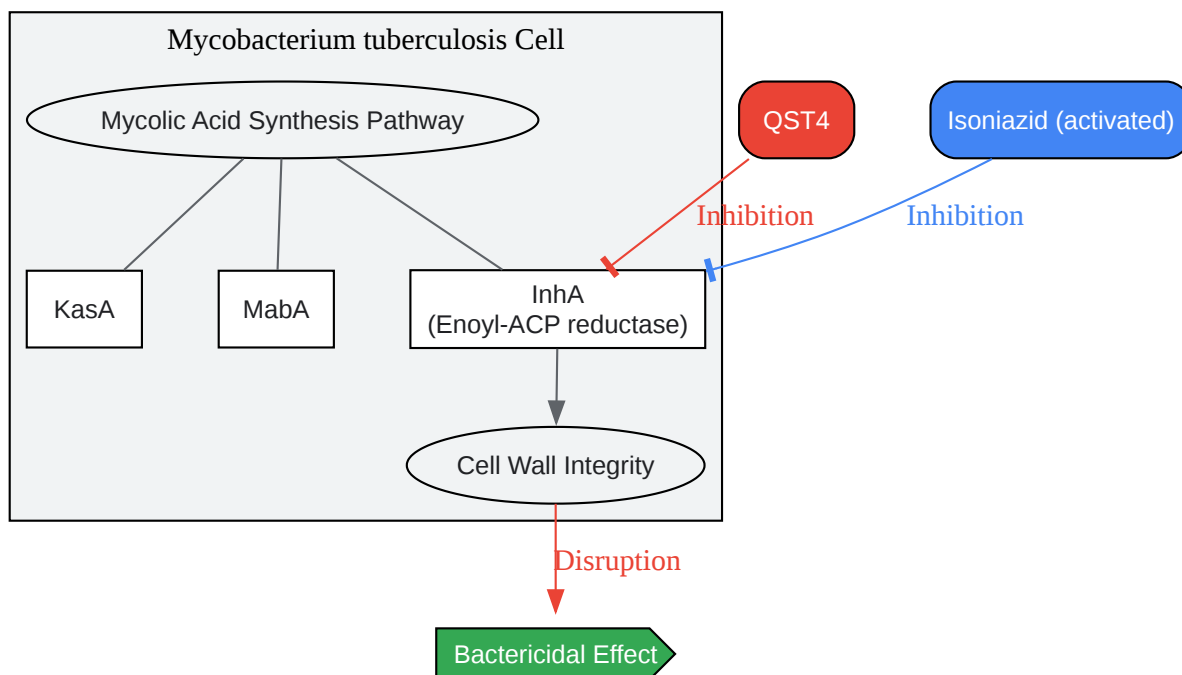 Mycobacterium tuberculosis Cell
Mycolic Acid Synthesis Pathway
QST4
Isoniazid (activated)
Inhibition
Inhibition
KasA
MabA
InhA
(Enoyl-ACP reductase)
Cell Wall Integrity
Disruption
Bactericidal Effect